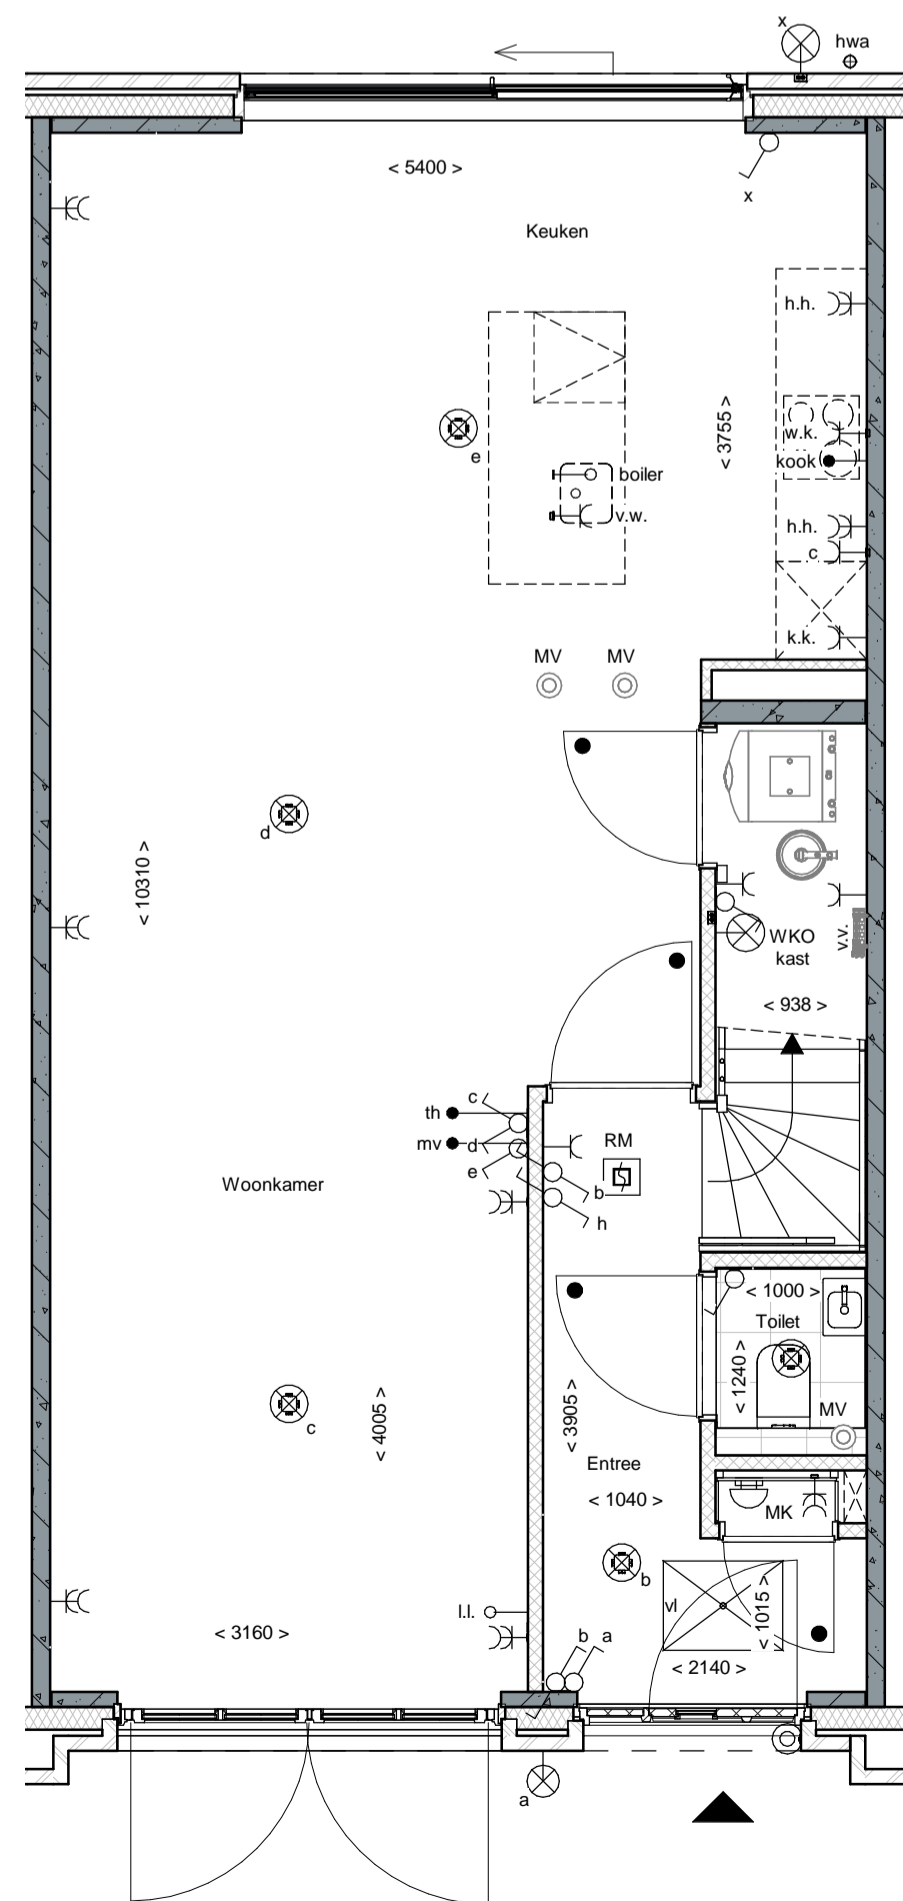 x
hwa
< 5400 >
x
Keuken
h.h.
< 3755 >
w.k.
e
kook
boiler
v.w.
h.h.
c
k.k.
MV MV
d
< 10310 >
WKO
kast
v.v.
< 938 >
c
th
mv
d
e
b
h
RM
Woonkamer
< 1000 >
Toilet
< 1240 >
c
< 4005 >
< 3905 >
MV
Entree
< 1040 >
MK
b
vl
< 1015 >
l.l.
< 3160 >
b a
< 2140 >
a